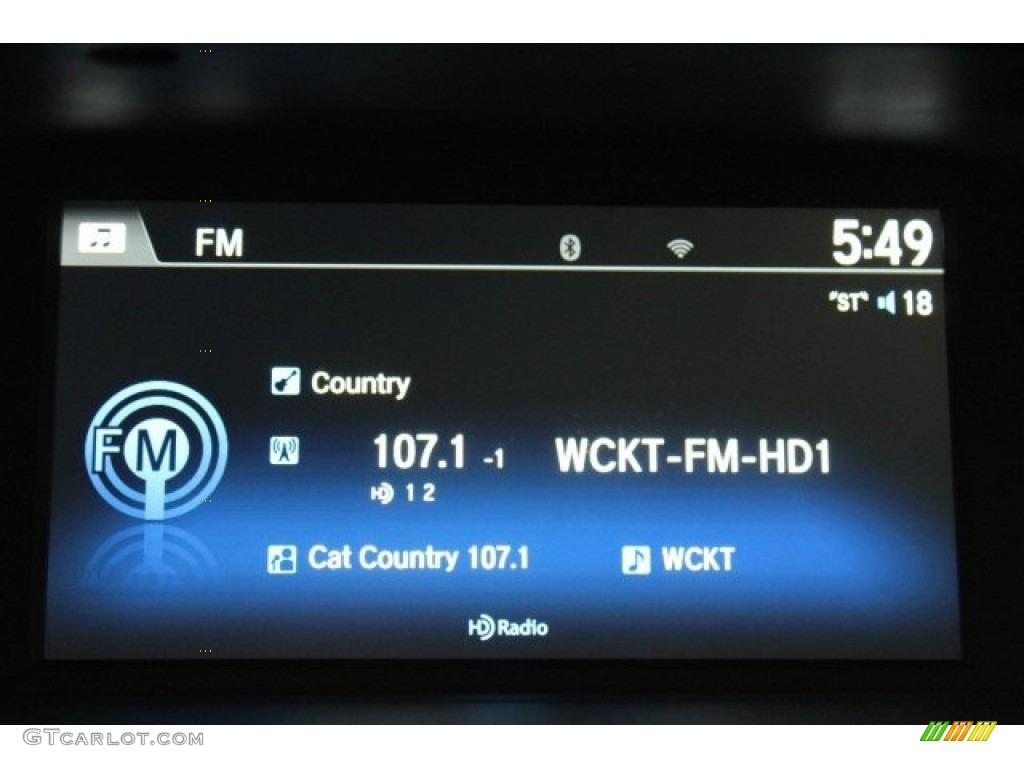 FM 5:49
"ST" 18
Country
FM 107.1 -1 WCKT-FM-HD1
HD 1 2
Cat Country 107.1 WCKT
HD Radio
GTCARLOT.COM